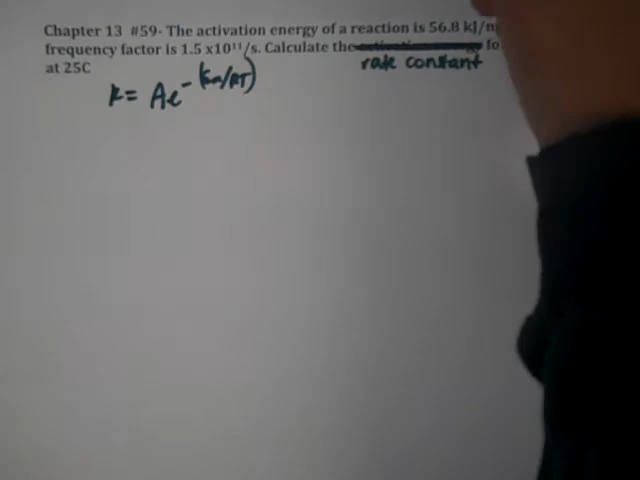 Chapter 13 #59- The activation energy of a reaction is 56.8 kJ/m
frequency factor is 1.5 x10¹¹/s. Calculate the fo
rate constant
at 25C
k = Ae^-(Ea/RT)